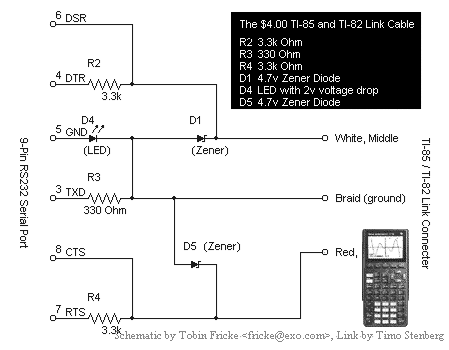 The $4.00 TI-85 and TI-82 Link Cable
R2 3.3k Ohm
R3 330 Ohm
R4 3.3k Ohm
D1 4.7v Zener Diode
D4 LED with 2v voltage drop
D5 4.7v Zener Diode
6 DSR
R2
4 DTR
3.3k
5 GND
D4
(LED)
D1
(Zener)
White, Middle
R3
3 TXD
330 Ohm
Braid (ground)
D5 (Zener)
8 CTS
Red,
R4
7 RTS
3.3k
9-Pin RS232 Serial Port
TI-85 / TI-82 Link Connecter
Schematic by Tobin Fricke <fricke@exo.com>, Link by Timo Stenberg